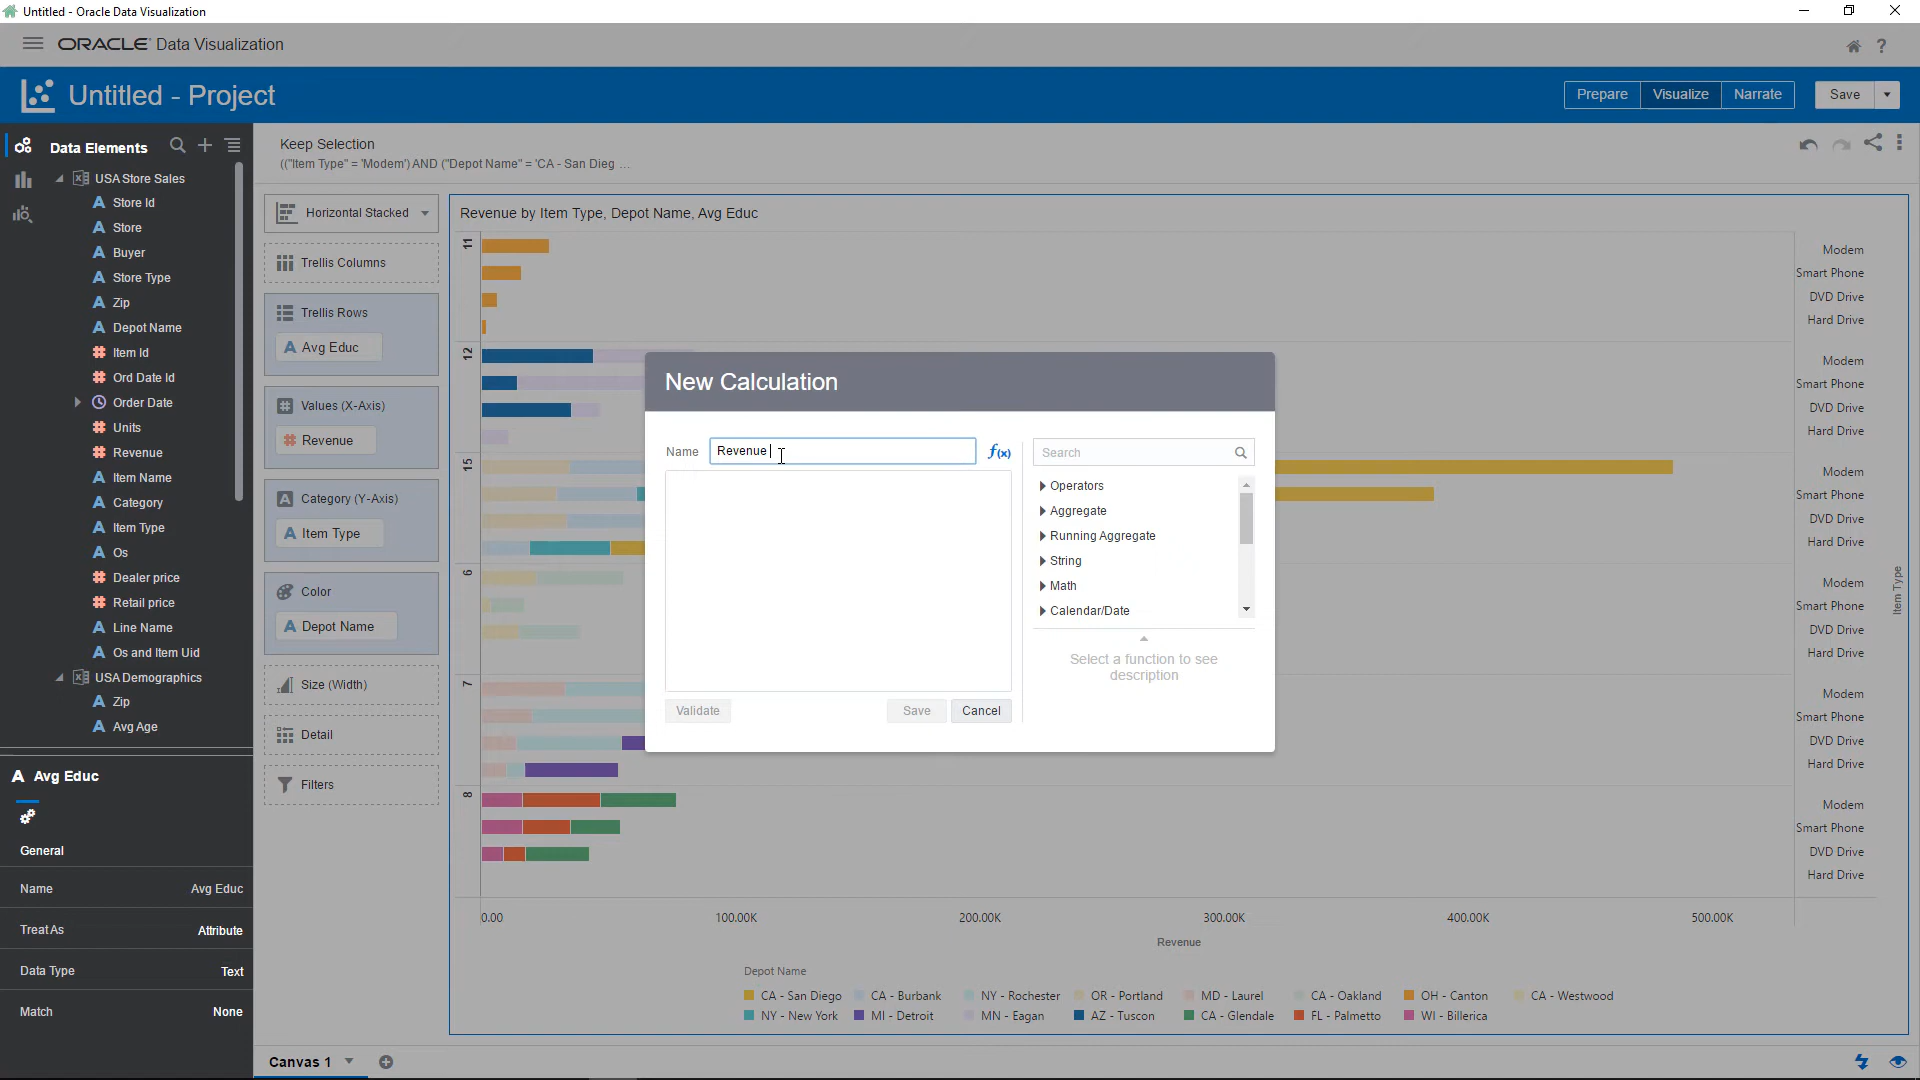 Untitled - Oracle Data Visualization
ORACLE Data Visualization
?
Untitled - Project
Prepare
Visualize
Narrate
Save
Data Elements
USA Store Sales
A Store Id
A Store
A Buyer
A Store Type
A Zip
A Depot Name
# Item Id
# Ord Date Id
Order Date
# Units
# Revenue
A Item Name
A Category
A Item Type
A Os
# Dealer price
# Retail price
A Line Name
A Os and Item Uid
USA Demographics
A Zip
A Avg Age
A Avg Educ
General
Name Avg Educ
Treat As Attribute
Data Type Text
Match None
Keep Selection
(("Item Type" = 'Modem') AND ("Depot Name" = 'CA - San Dieg ...
Horizontal Stacked
Trellis Columns
Trellis Rows
A Avg Educ
Values (X-Axis)
# Revenue
Category (Y-Axis)
A Item Type
Color
A Depot Name
Size (Width)
Detail
Filters
Revenue by Item Type, Depot Name, Avg Educ
11
12
15
6
7
8
Modem
Smart Phone
DVD Drive
Hard Drive
Modem
Smart Phone
DVD Drive
Hard Drive
Modem
Smart Phone
DVD Drive
Hard Drive
Modem
Smart Phone
DVD Drive
Hard Drive
Modem
Smart Phone
DVD Drive
Hard Drive
Modem
Smart Phone
DVD Drive
Hard Drive
Item Type
0.00 100.00K 200.00K 300.00K 400.00K 500.00K
Revenue
Depot Name
CA - San Diego CA - Burbank NY - Rochester OR - Portland MD - Laurel CA - Oakland OH - Canton CA - Westwood
NY - New York MI - Detroit MN - Eagan AZ - Tuscon CA - Glendale FL - Palmetto WI - Billerica
New Calculation
Name Revenue
f(x)
Search
Operators
Aggregate
Running Aggregate
String
Math
Calendar/Date
Select a function to see
description
Validate
Save
Cancel
Canvas 1